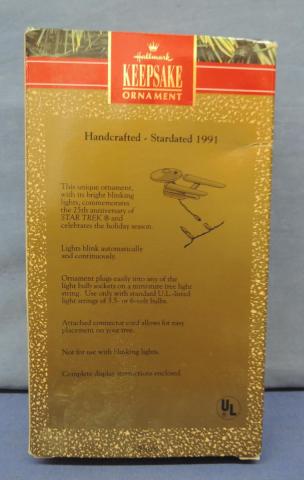 Hallmark
KEEPSAKE
ORNAMENT
Handcrafted - Stardated 1991
This unique ornament,
with its bright blinking
lights, commemorates
the 25th anniversary of
STAR TREK ® and
celebrates the holiday season.
Lights blink automatically
and continuously.
Ornament plugs easily into any of the
light bulb sockets on a miniature tree light
string. Use only with standard U.L.-listed
light strings of 3.5- or 6-volt bulbs.
Attached connector cord allows for easy
placement on your tree.
Not for use with blinking lights.
Complete display instructions enclosed.
UL